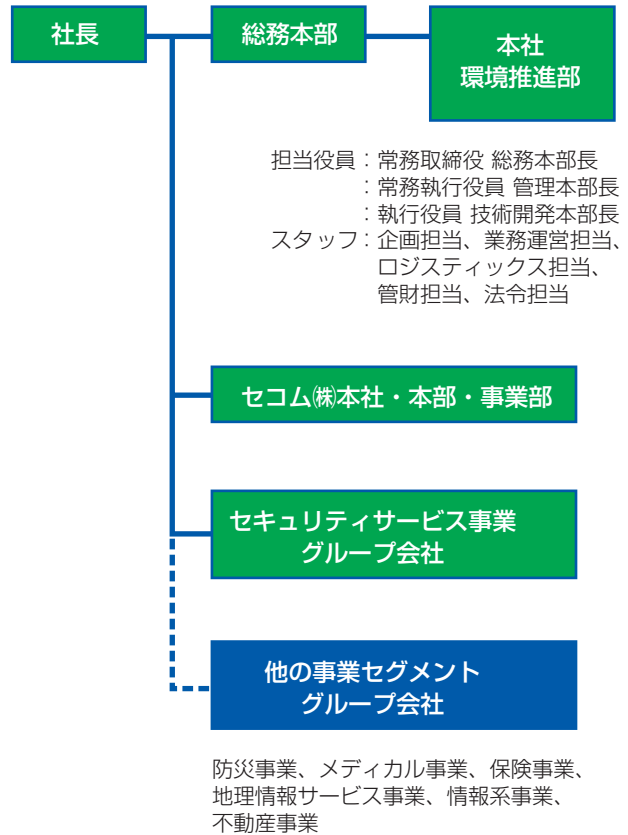 社長
総務本部
本社
環境推進部
担当役員：常務取締役 総務本部長
：常務執行役員 管理本部長
：執行役員 技術開発本部長
スタッフ：企画担当、業務運営担当、
ロジスティックス担当、
管財担当、法令担当
セコム㈱本社・本部・事業部
セキュリティサービス事業
グループ会社
他の事業セグメント
グループ会社
防災事業、メディカル事業、保険事業、
地理情報サービス事業、情報系事業、
不動産事業